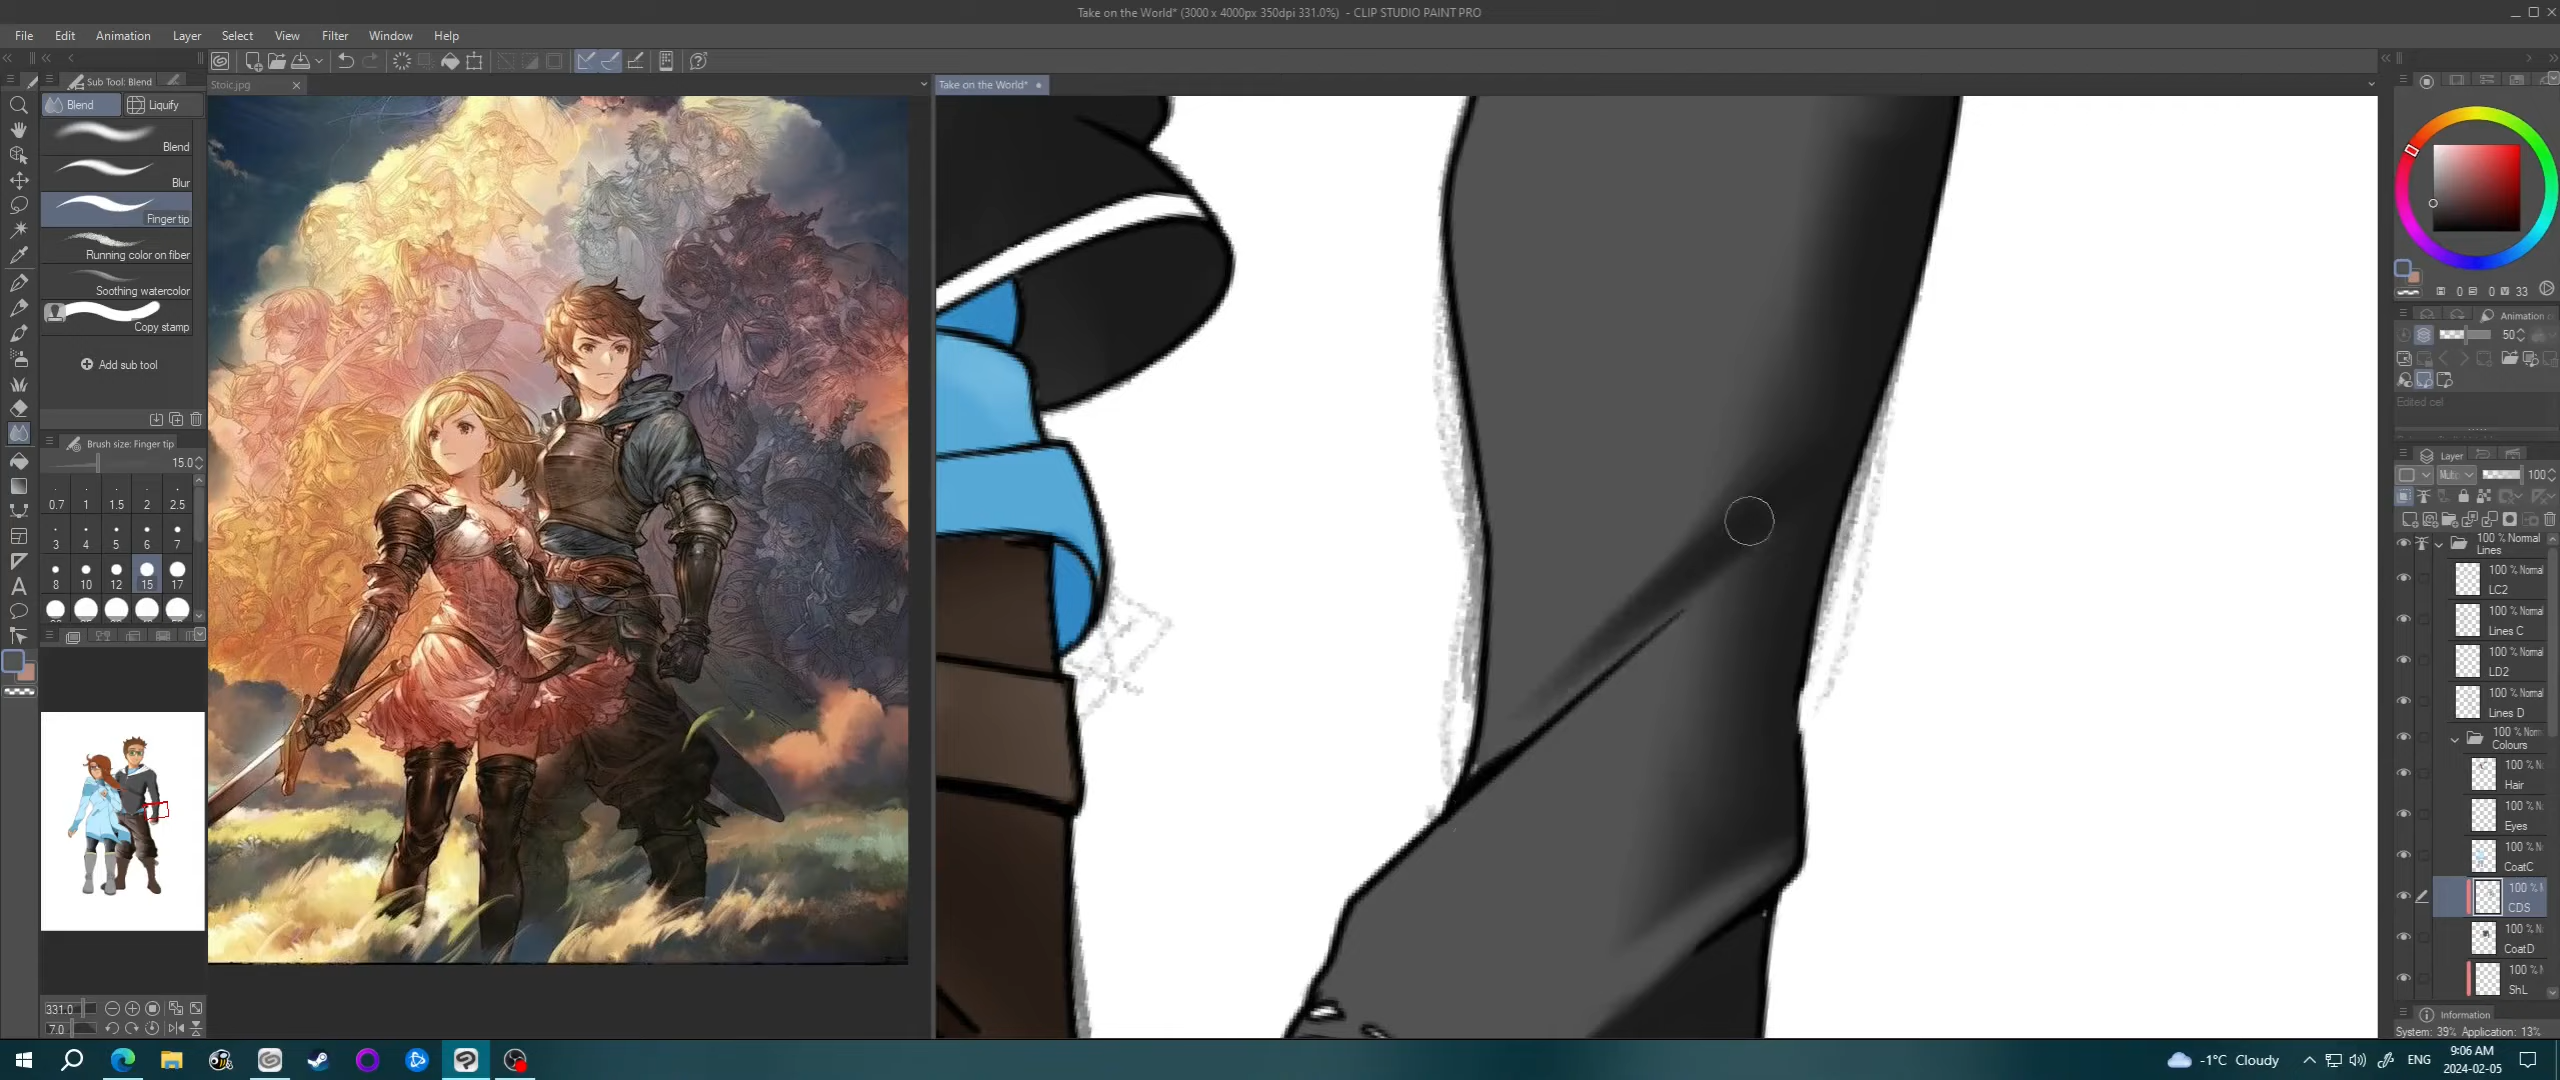 Take on the World* (3000 x 4000px 350dpi 331.0%) - CLIP STUDIO PAINT PRO
File Edit Animation Layer Select View Filter Window Help
Sub Tool: Blend
Stoic.jpg
Take on the World*
Animation
Blend Liquify
Blend
Blur
Finger tip
Running color on fiber
Soothing watercolor
Copy stamp
Add sub tool
Brush size: Finger tip
15.0
0.7 1 1.5 2 2.5
3 4 5 6 7
8 10 12 15 17
331.0
7.0
0 0 33
50
Edited cel
Layer
100
100 % Normal
Lines
100 % Normal
LC2
100 % Normal
Lines C
100 % Normal
LD2
100 % Normal
Lines D
100 % Norm
Colours
100 % N
Hair
100 % N
Eyes
100 % N
CoatC
100 %
CDS
100 % N
CoatD
100 %
ShL
Information
System: 39% Application: 13%
-1°C Cloudy
ENG
9:06 AM
2024-02-05